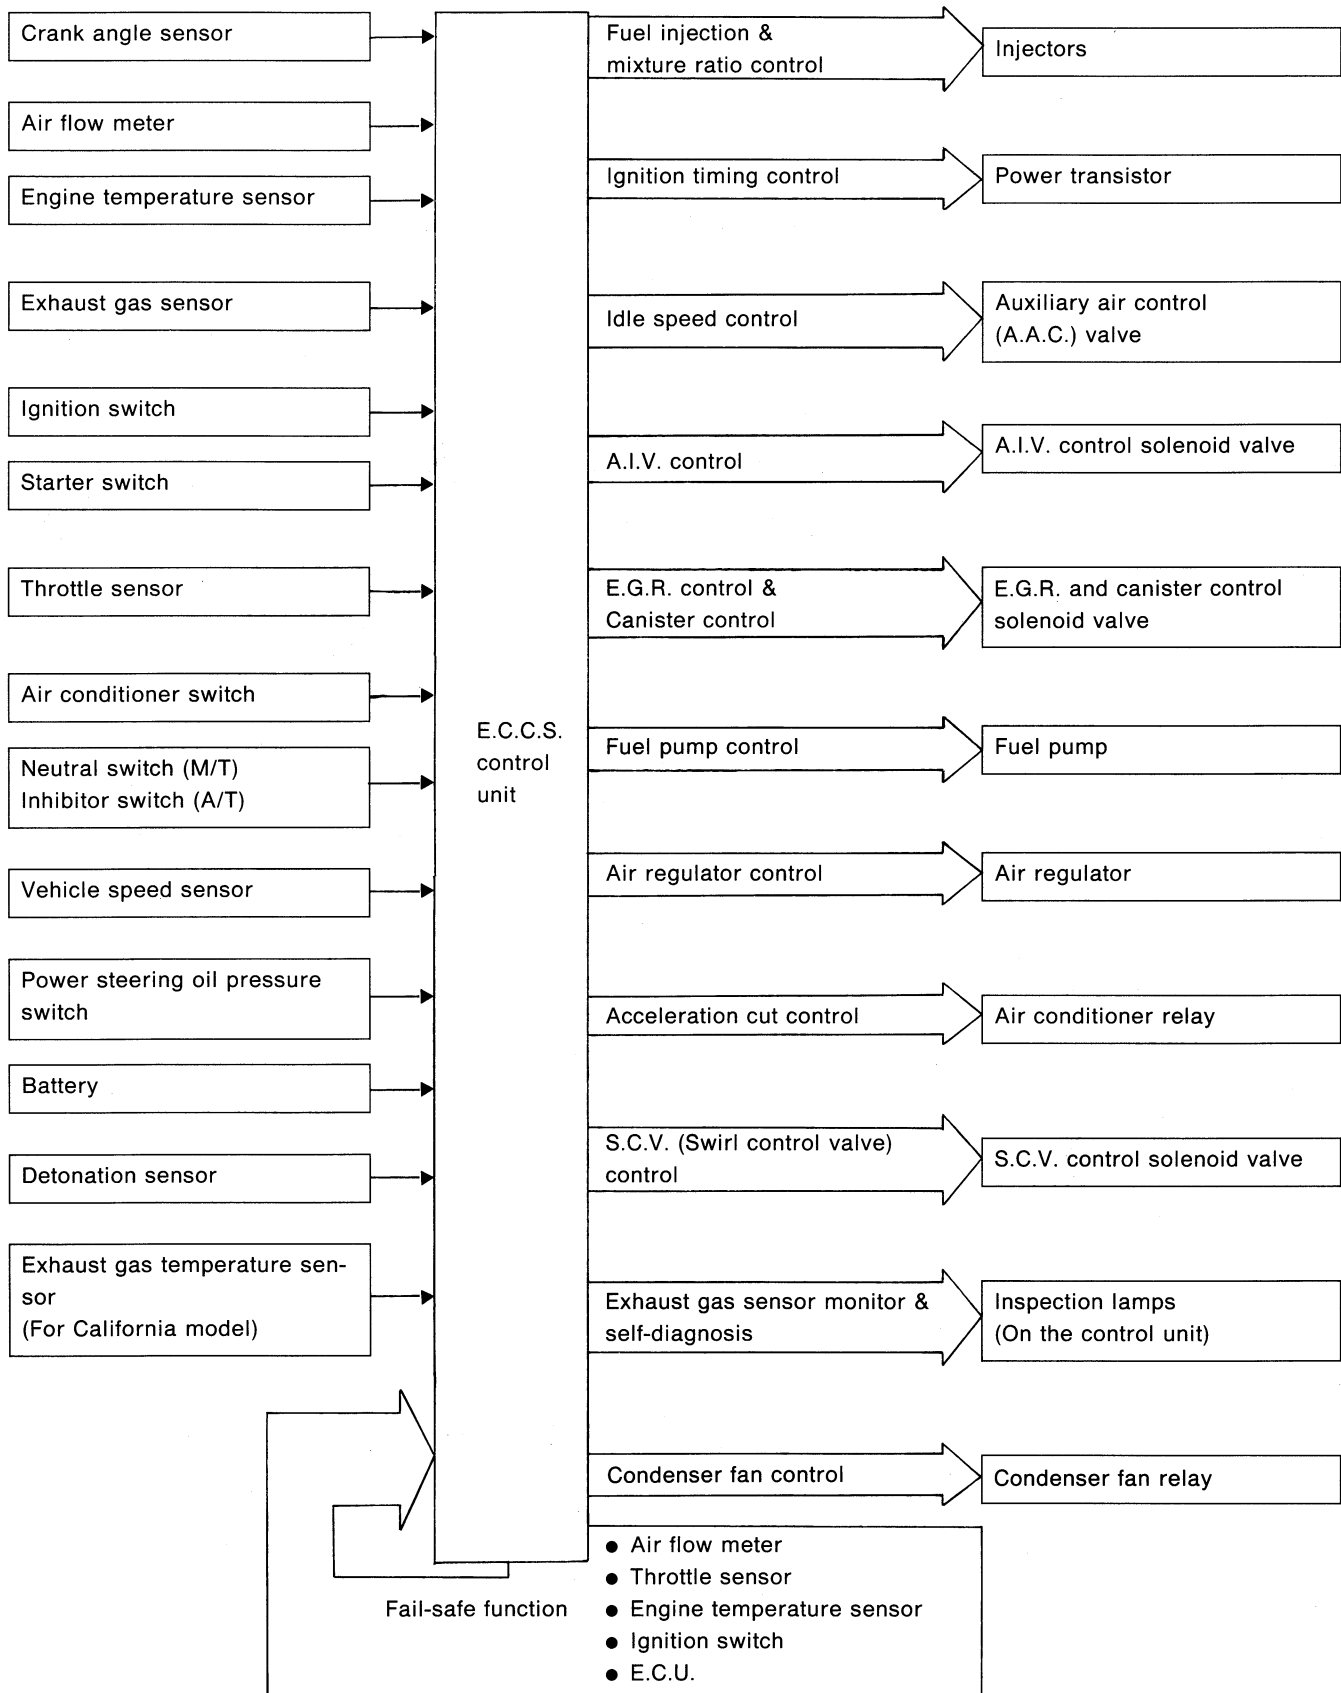 Crank angle sensor
Air flow meter
Engine temperature sensor
Exhaust gas sensor
Ignition switch
Starter switch
Throttle sensor
Air conditioner switch
Neutral switch (M/T)
Inhibitor switch (A/T)
Vehicle speed sensor
Power steering oil pressure
switch
Battery
Detonation sensor
Exhaust gas temperature sen-
sor
(For California model)
E.C.C.S.
control
unit
Fuel injection &
mixture ratio control
Injectors
Ignition timing control
Power transistor
Idle speed control
Auxiliary air control
(A.A.C.) valve
A.I.V. control
A.I.V. control solenoid valve
E.G.R. control &
Canister control
E.G.R. and canister control
solenoid valve
Fuel pump control
Fuel pump
Air regulator control
Air regulator
Acceleration cut control
Air conditioner relay
S.C.V. (Swirl control valve)
control
S.C.V. control solenoid valve
Exhaust gas sensor monitor &
self-diagnosis
Inspection lamps
(On the control unit)
Condenser fan control
Condenser fan relay
Fail-safe function
● Air flow meter
● Throttle sensor
● Engine temperature sensor
● Ignition switch
● E.C.U.